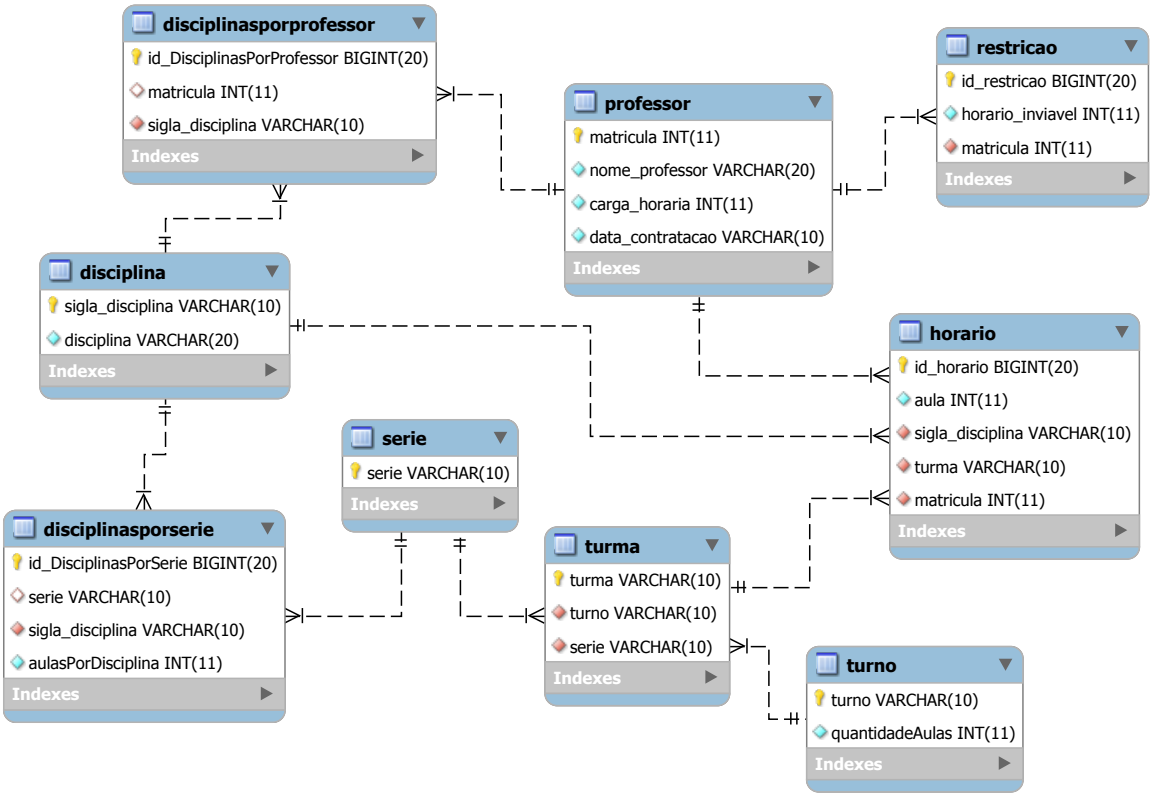 disciplinasporprofessor
id_DisciplinasPorProfessor BIGINT(20)
matricula INT(11)
sigla_disciplina VARCHAR(10)
Indexes
professor
matricula INT(11)
nome_professor VARCHAR(20)
carga_horaria INT(11)
data_contratacao VARCHAR(10)
Indexes
restricao
id_restricao BIGINT(20)
horario_inviavel INT(11)
matricula INT(11)
Indexes
disciplina
sigla_disciplina VARCHAR(10)
disciplina VARCHAR(20)
Indexes
horario
id_horario BIGINT(20)
aula INT(11)
sigla_disciplina VARCHAR(10)
turma VARCHAR(10)
matricula INT(11)
Indexes
serie
serie VARCHAR(10)
Indexes
disciplinasporserie
id_DisciplinasPorSerie BIGINT(20)
serie VARCHAR(10)
sigla_disciplina VARCHAR(10)
aulasPorDisciplina INT(11)
Indexes
turma
turma VARCHAR(10)
turno VARCHAR(10)
serie VARCHAR(10)
Indexes
turno
turno VARCHAR(10)
quantidadeAulas INT(11)
Indexes